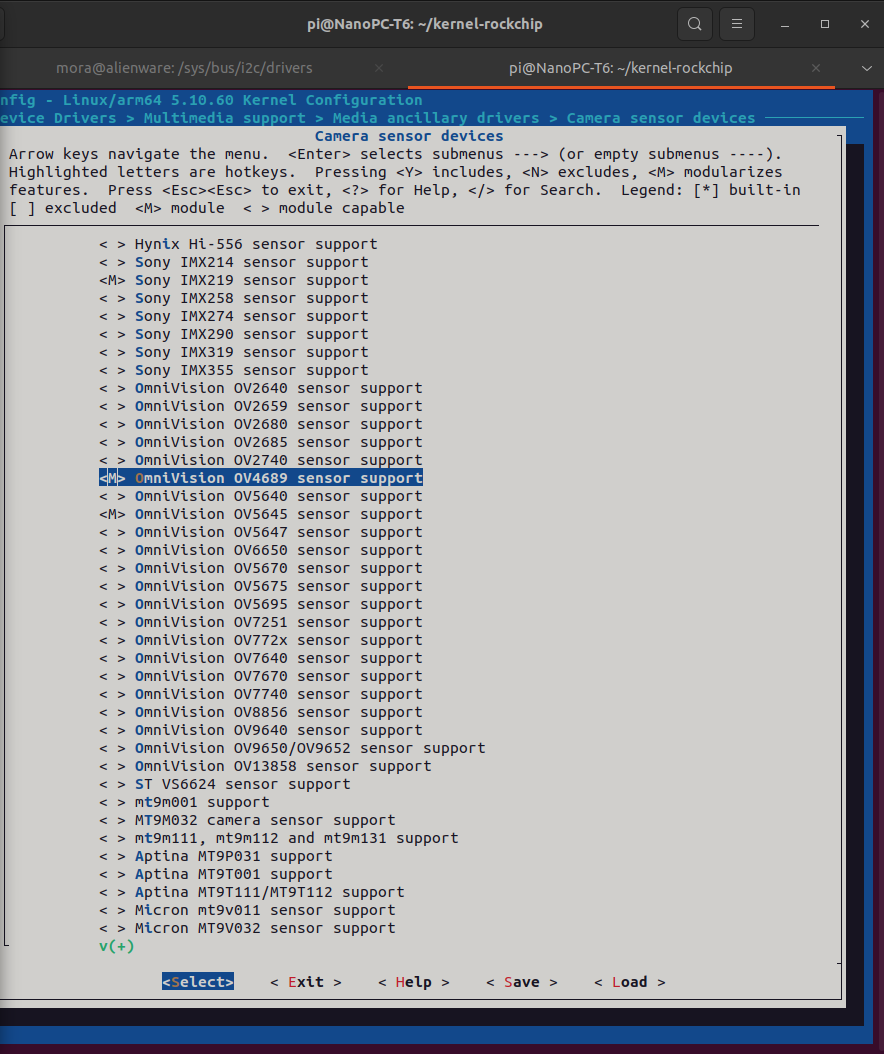 pi@NanoPC-T6: ~/kernel-rockchip
mora@alienware: /sys/bus/i2c/drivers
pi@NanoPC-T6: ~/kernel-rockchip
nfig - Linux/arm64 5.10.60 Kernel Configuration
evice Drivers > Multimedia support > Media ancillary drivers > Camera sensor devices
Camera sensor devices
Arrow keys navigate the menu.  <Enter> selects submenus ---> (or empty submenus ----).
Highlighted letters are hotkeys.  Pressing <Y> includes, <N> excludes, <M> modularizes
features.  Press <Esc><Esc> to exit, <?> for Help, </> for Search.  Legend: [*] built-in
[ ] excluded  <M> module  < > module capable
< > Hynix Hi-556 sensor support
< > Sony IMX214 sensor support
<M> Sony IMX219 sensor support
< > Sony IMX258 sensor support
< > Sony IMX274 sensor support
< > Sony IMX290 sensor support
< > Sony IMX319 sensor support
< > Sony IMX355 sensor support
< > OmniVision OV2640 sensor support
< > OmniVision OV2659 sensor support
< > OmniVision OV2680 sensor support
< > OmniVision OV2685 sensor support
< > OmniVision OV2740 sensor support
<M> OmniVision OV4689 sensor support
< > OmniVision OV5640 sensor support
<M> OmniVision OV5645 sensor support
< > OmniVision OV5647 sensor support
< > OmniVision OV6650 sensor support
< > OmniVision OV5670 sensor support
< > OmniVision OV5675 sensor support
< > OmniVision OV5695 sensor support
< > OmniVision OV7251 sensor support
< > OmniVision OV772x sensor support
< > OmniVision OV7640 sensor support
< > OmniVision OV7670 sensor support
< > OmniVision OV7740 sensor support
< > OmniVision OV8856 sensor support
< > OmniVision OV9640 sensor support
< > OmniVision OV9650/OV9652 sensor support
< > OmniVision OV13858 sensor support
< > ST VS6624 sensor support
< > mt9m001 support
< > MT9M032 camera sensor support
< > mt9m111, mt9m112 and mt9m131 support
< > Aptina MT9P031 support
< > Aptina MT9T001 support
< > Aptina MT9T111/MT9T112 support
< > Micron mt9v011 sensor support
< > Micron MT9V032 sensor support
v(+)
<Select>    < Exit >    < Help >    < Save >    < Load >